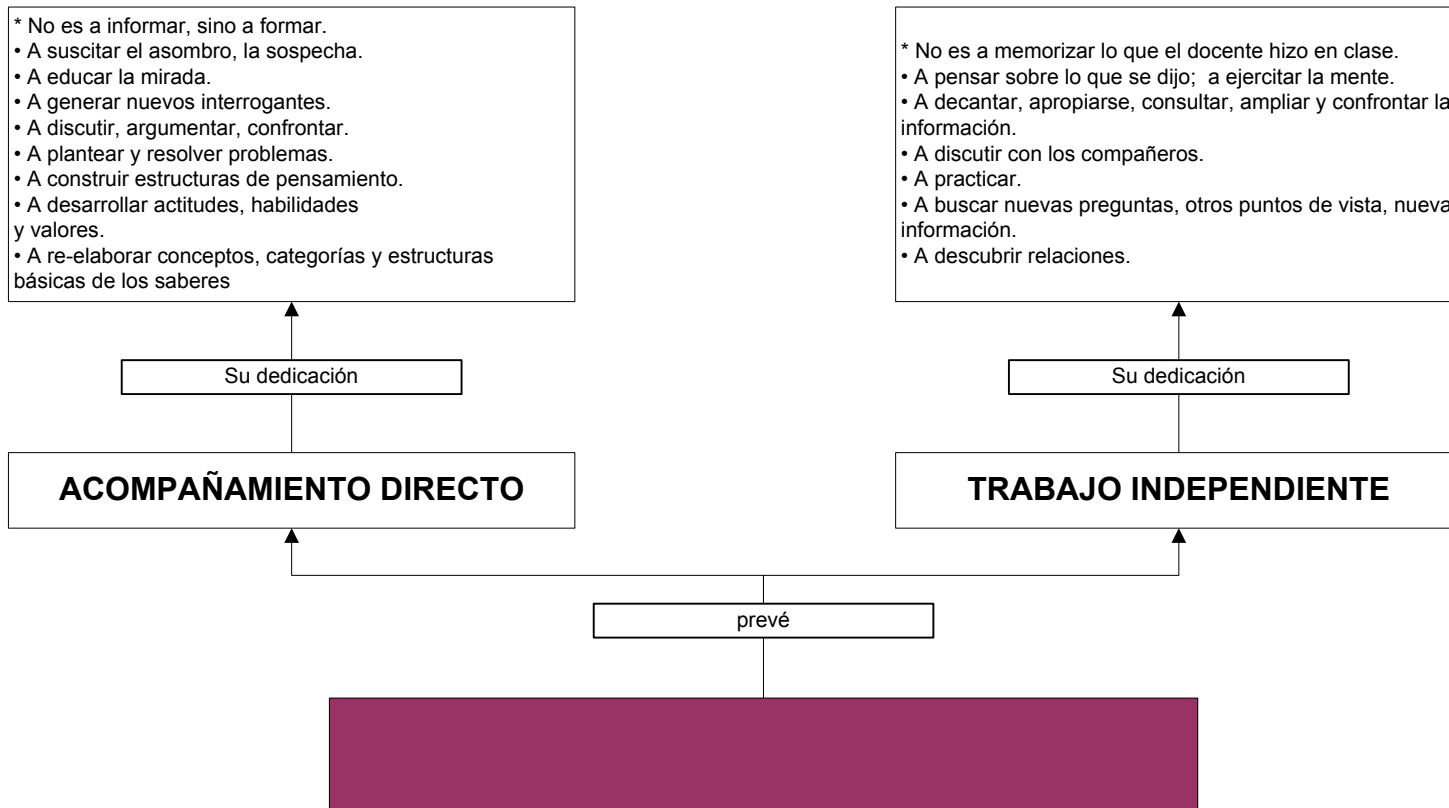 * No es a informar, sino a formar.
• A suscitar el asombro, la sospecha.
• A educar la mirada.
• A generar nuevos interrogantes.
• A discutir, argumentar, confrontar.
• A plantear y resolver problemas.
• A construir estructuras de pensamiento.
• A desarrollar actitudes, habilidades
y valores.
• A re-elaborar conceptos, categorías y estructuras
básicas de los saberes
* No es a memorizar lo que el docente hizo en clase.
• A pensar sobre lo que se dijo;  a ejercitar la mente.
• A decantar, apropiarse, consultar, ampliar y confrontar la
información.
• A discutir con los compañeros.
• A practicar.
• A buscar nuevas preguntas, otros puntos de vista, nueva
información.
• A descubrir relaciones.
Su dedicación
Su dedicación
ACOMPAÑAMIENTO DIRECTO
TRABAJO INDEPENDIENTE
prevé